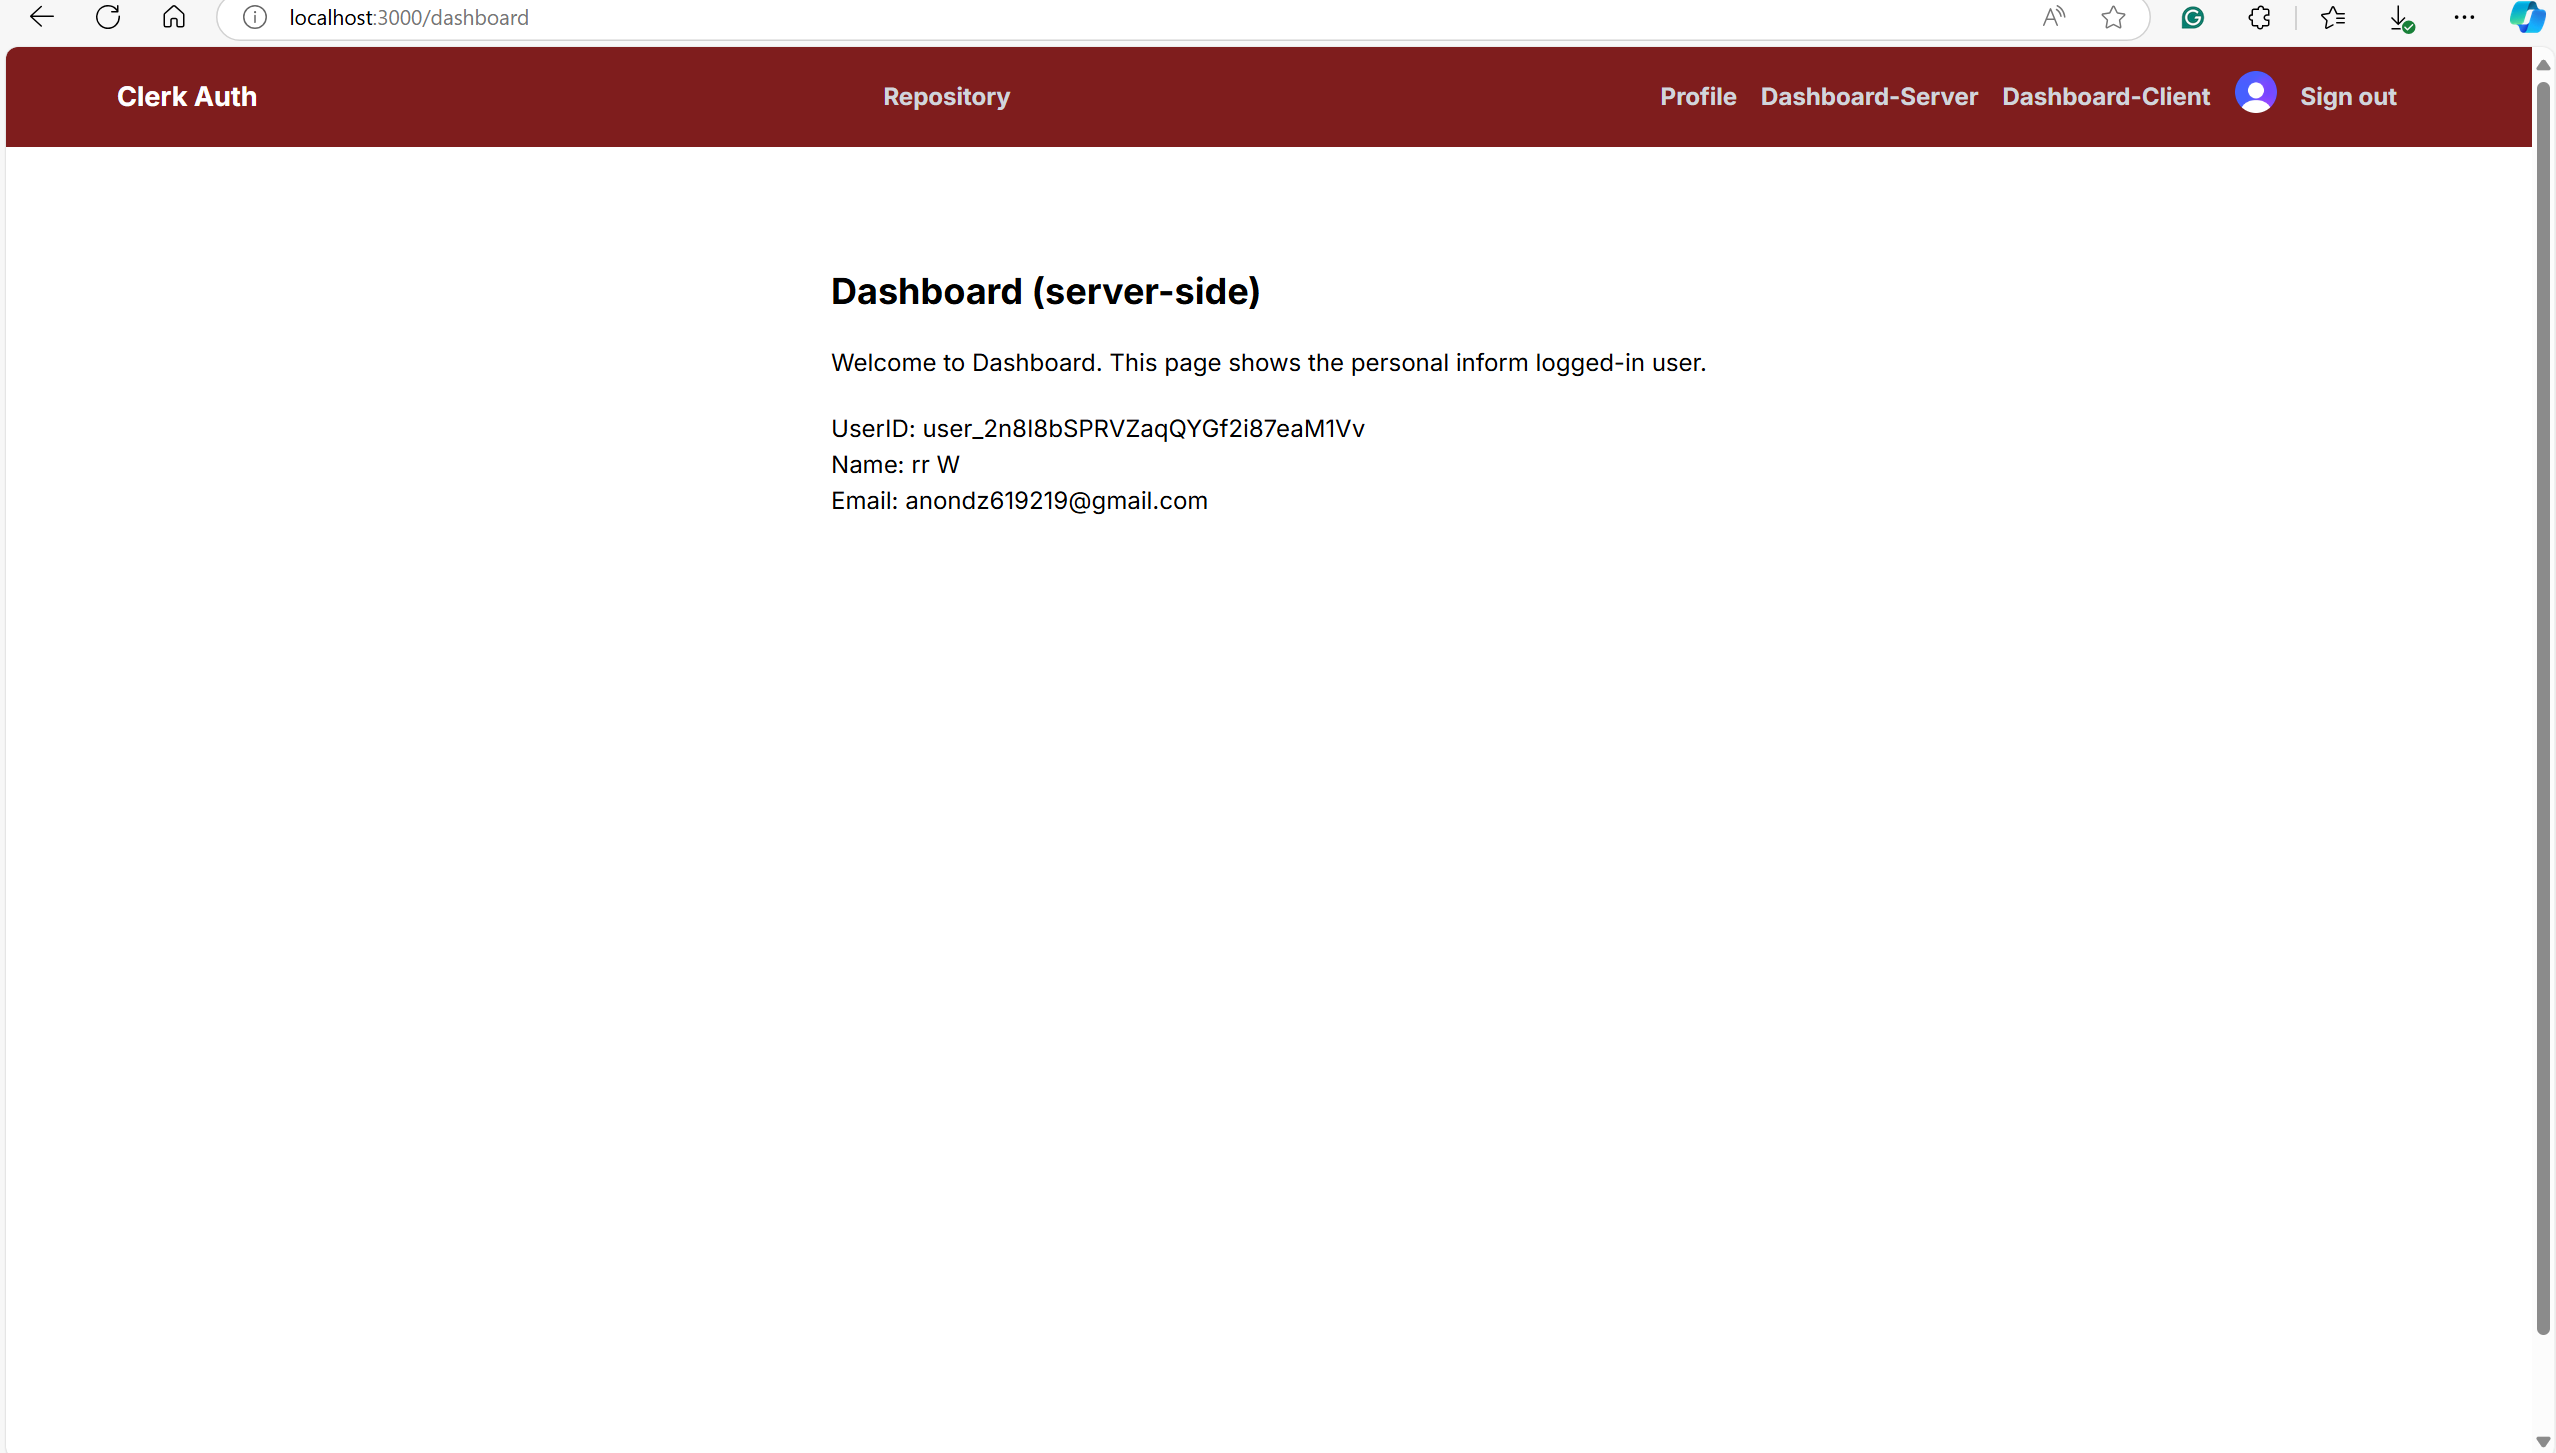 localhost:3000/dashboard
Clerk Auth
Repository
Profile Dashboard-Server Dashboard-Client Sign out
Dashboard (server-side)
Welcome to Dashboard. This page shows the personal inform logged-in user.
UserID: user_2n8I8bSPRVZaqQYGf2i87eaM1Vv
Name: rr W
Email: anondz619219@gmail.com